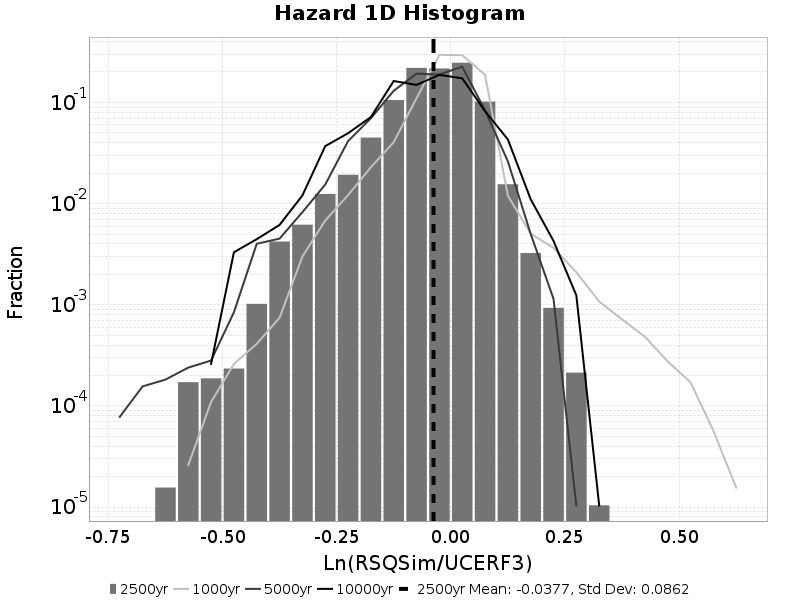 Hazard 1D Histogram
Fraction
10-1
10-2
10-3
10-4
10-5
-0.75 -0.50 -0.25 0.00 0.25 0.50
Ln(RSQSim/UCERF3)
2500yr 1000yr 5000yr 10000yr 2500yr Mean: -0.0377, Std Dev: 0.0862